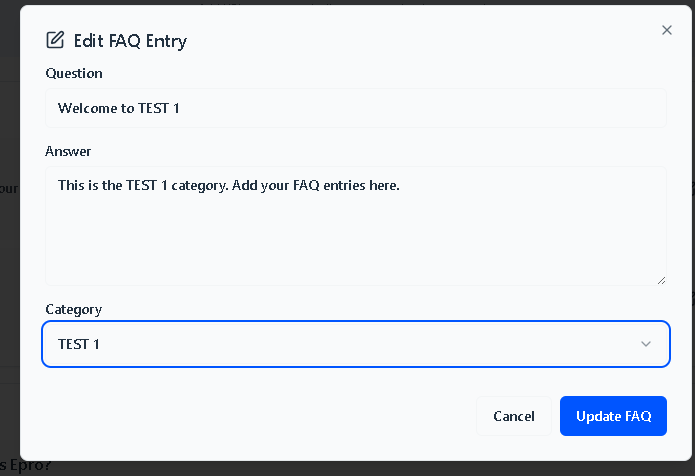 Edit FAQ Entry
Question
Welcome to TEST 1
Answer
our
This is the TEST 1 category. Add your FAQ entries here.
Category
TEST 1
Cancel
Update FAQ
s Epro?